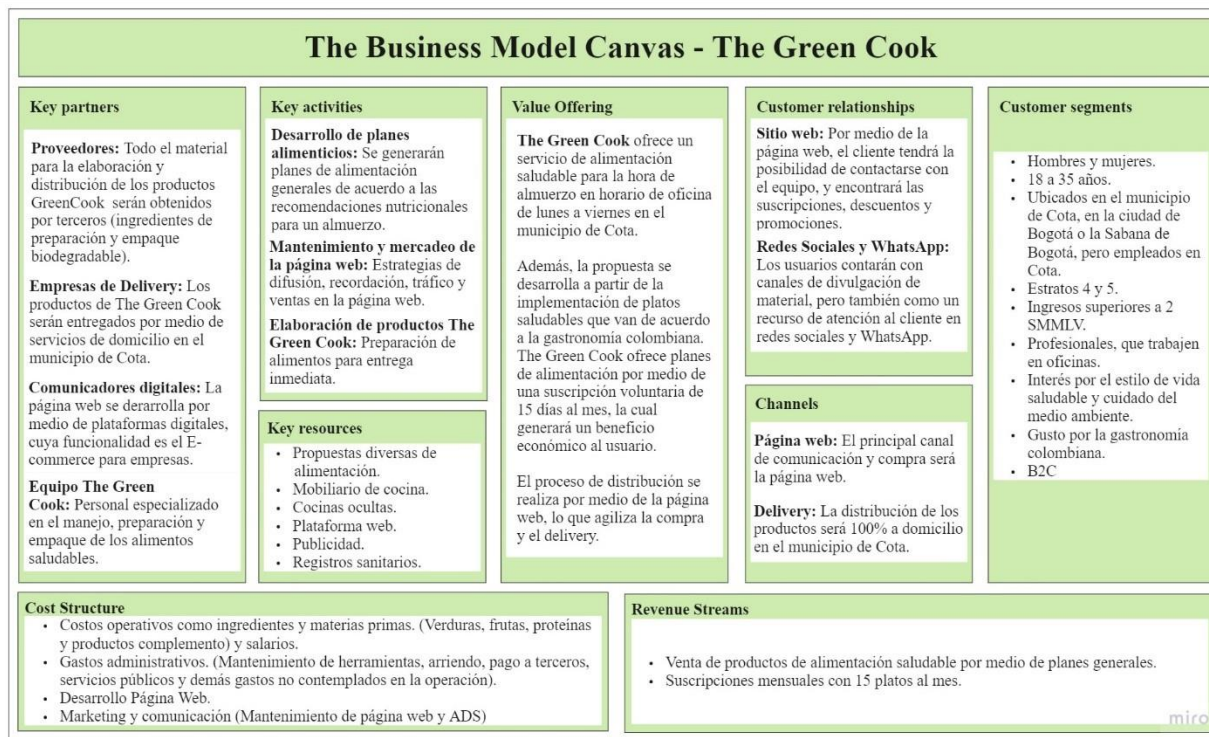 The Business Model Canvas - The Green Cook
Key partners
Proveedores: Todo el material
para la elaboración y
distribución de los productos
GreenCook serán obtenidos
por terceros (ingredientes de
preparación y empaque
biodegradable).
Empresas de Delivery: Los
productos de The Green Cook
serán entregados por medio de
servicios de domicilio en el
municipio de Cota.
Comunicadores digitales: La
página web se derarrolla por
medio de plataformas digitales,
cuya funcionalidad es el E-
commerce para empresas.
Equipo The Green
Cook: Personal especializado
en el manejo, preparación y
empaque de los alimentos
saludables.
Key activities
Desarrollo de planes
alimenticios: Se generarán
planes de alimentación
generales de acuerdo a las
recomendaciones nutricionales
para un almuerzo.
Mantenimiento y mercadeo de
la página web: Estrategias de
difusión, recordación, tráfico y
ventas en la página web.
Elaboración de productos The
Green Cook: Preparación de
alimentos para entrega
inmediata.
Key resources
• Propuestas diversas de
alimentación.
• Mobiliario de cocina.
• Cocinas ocultas.
• Plataforma web.
• Publicidad.
• Registros sanitarios.
Value Offering
The Green Cook ofrece un
servicio de alimentación
saludable para la hora de
almuerzo en horario de oficina
de lunes a viernes en el
municipio de Cota.
Además, la propuesta se
desarrolla a partir de la
implementación de platos
saludables que van de acuerdo
a la gastronomía colombiana.
The Green Cook ofrece planes
de alimentación por medio de
una suscripción voluntaria de
15 días al mes, la cual
generará un beneficio
económico al usuario.
El proceso de distribución se
realiza por medio de la página
web, lo que agiliza la compra
y el delivery.
Customer relationships
Sitio web: Por medio de la
página web, el cliente tendrá la
posibilidad de contactarse con
el equipo, y encontrará las
suscripciones, descuentos y
promociones.
Redes Sociales y WhatsApp:
Los usuarios contarán con
canales de divulgación de
material, pero también como un
recurso de atención al cliente en
redes sociales y WhatsApp.
Channels
Página web: El principal canal
de comunicación y compra será
la página web.
Delivery: La distribución de los
productos será 100% a domicilio
en el municipio de Cota.
Customer segments
• Hombres y mujeres.
• 18 a 35 años.
• Ubicados en el municipio
de Cota, en la ciudad de
Bogotá o la Sabana de
Bogotá, pero empleados en
Cota.
• Estratos 4 y 5.
• Ingresos superiores a 2
SMMLV.
• Profesionales, que trabajen
en oficinas.
• Interés por el estilo de vida
saludable y cuidado del
medio ambiente.
• Gusto por la gastronomía
colombiana.
• B2C
Cost Structure
• Costos operativos como ingredientes y materias primas. (Verduras, frutas, proteínas
y productos complemento) y salarios.
• Gastos administrativos. (Mantenimiento de herramientas, arriendo, pago a terceros,
servicios públicos y demás gastos no contemplados en la operación).
• Desarrollo Página Web.
• Marketing y comunicación (Mantenimiento de página web y ADS)
Revenue Streams
• Venta de productos de alimentación saludable por medio de planes generales.
• Suscripciones mensuales con 15 platos al mes.
miro